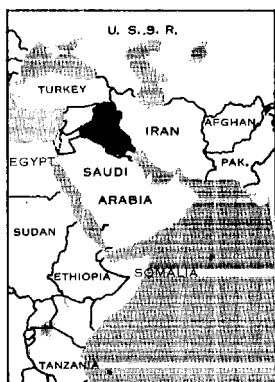 U. S. S. R.
TURKEY
IRAN
AFGHAN.
EGYPT
SAUDI
PAK.
ARABIA
SUDAN
ETHIOPIA
SOMALIA
TANZANIA